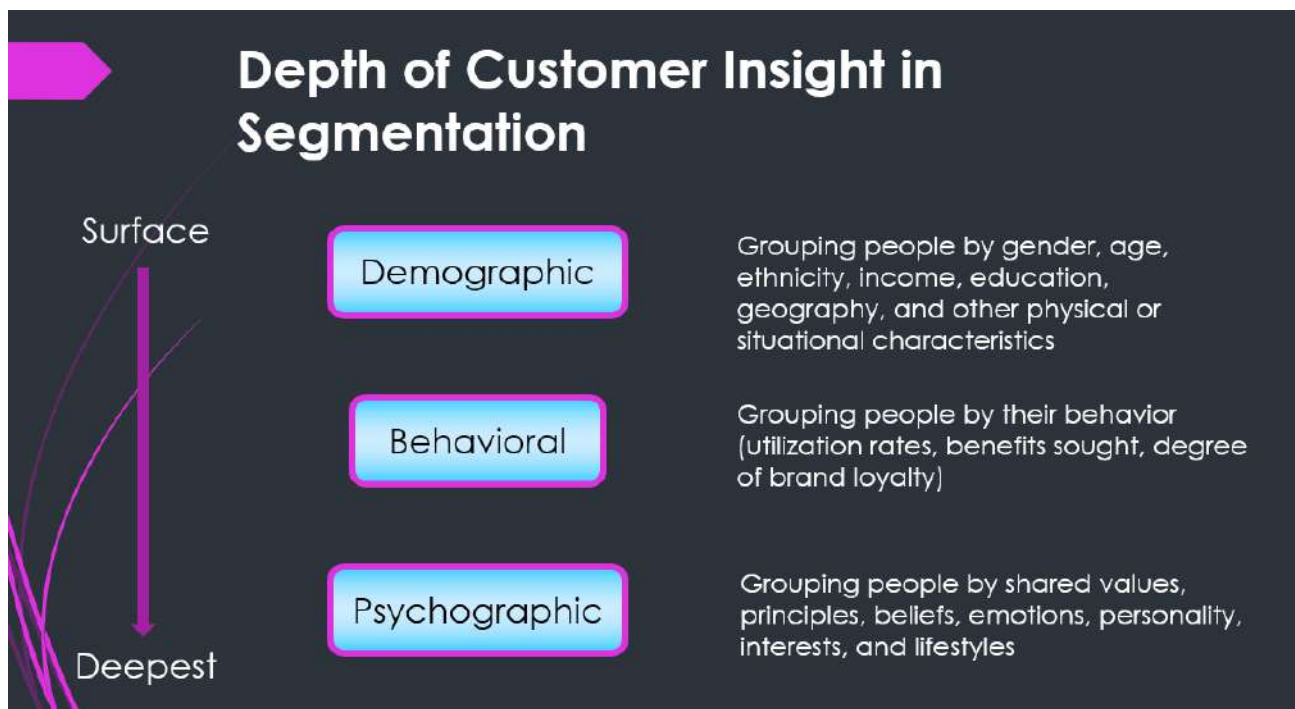 Depth of Customer Insight in
Segmentation
Surface
Demographic
Grouping people by gender, age,
ethnicity, income, education,
geography, and other physical or
situational characteristics
Behavioral
Grouping people by their behavior
(utilization rates, benefits sought, degree
of brand loyalty)
Psychographic
Grouping people by shared values,
principles, beliefs, emotions, personality,
interests, and lifestyles
Deepest